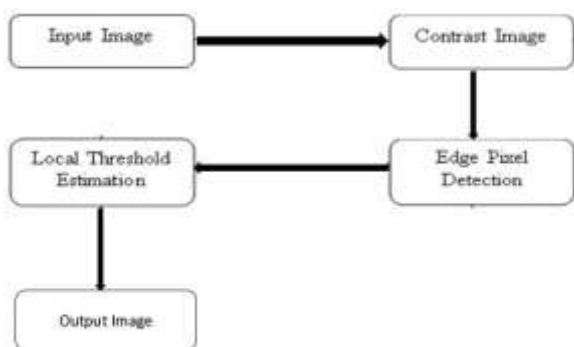 Input Image
Contrast Image
Edge Pixel
Detection
Local Threshold
Estimation
Output Image